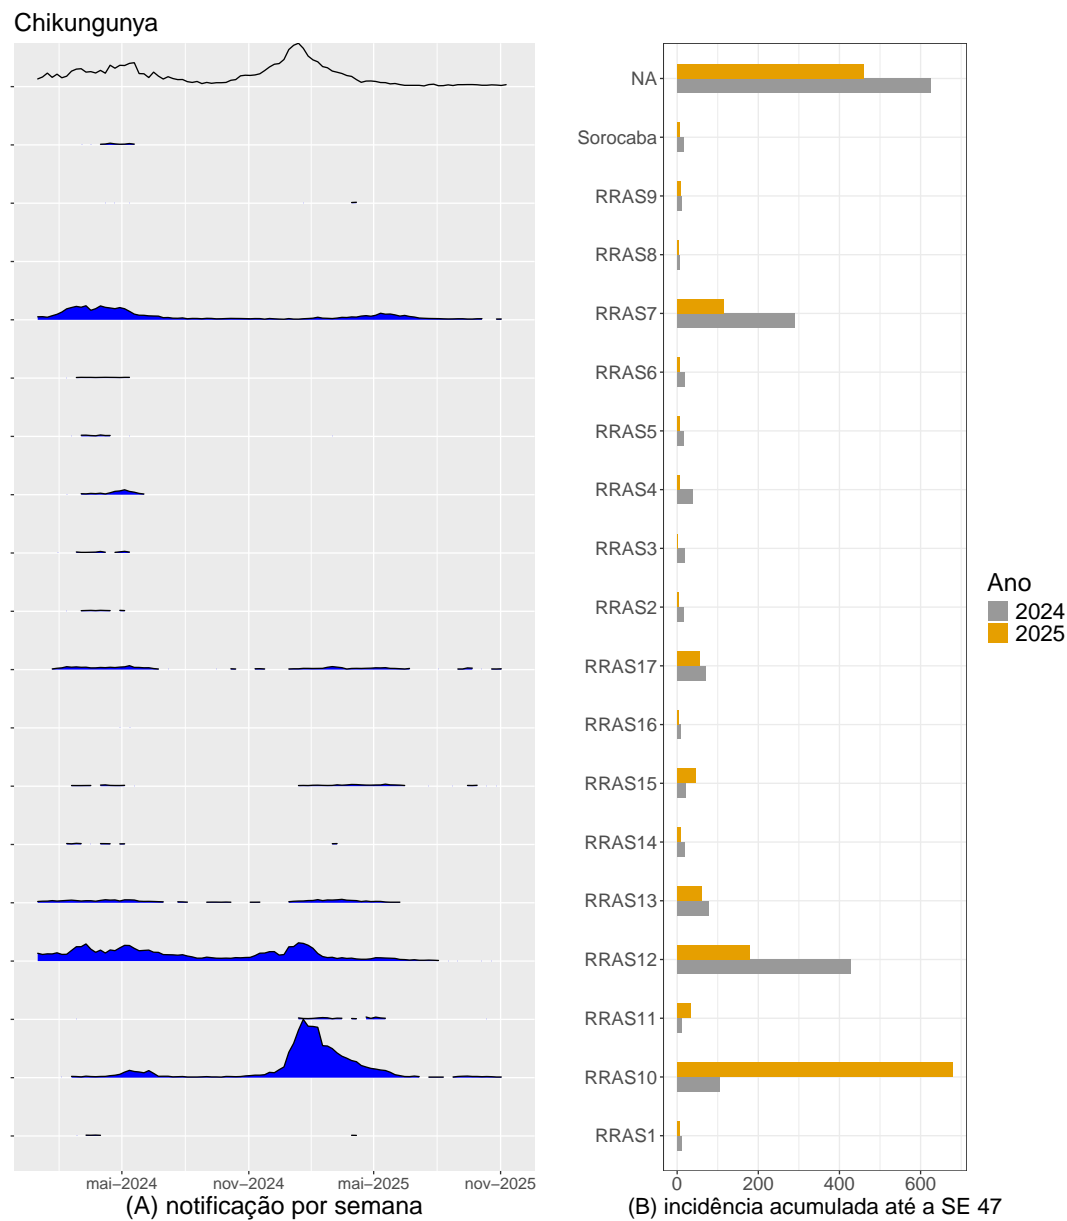 Chikungunya
NA
Sorocaba
RRAS9
RRAS8
RRAS7
RRAS6
RRAS5
RRAS4
RRAS3
RRAS2
RRAS17
RRAS16
RRAS15
RRAS14
RRAS13
RRAS12
RRAS11
RRAS10
RRAS1
Ano
2024
2025
mai–2024 nov–2024 mai–2025 nov–2025
(A) notificação por semana
0 200 400 600
(B) incidência acumulada até a SE 47